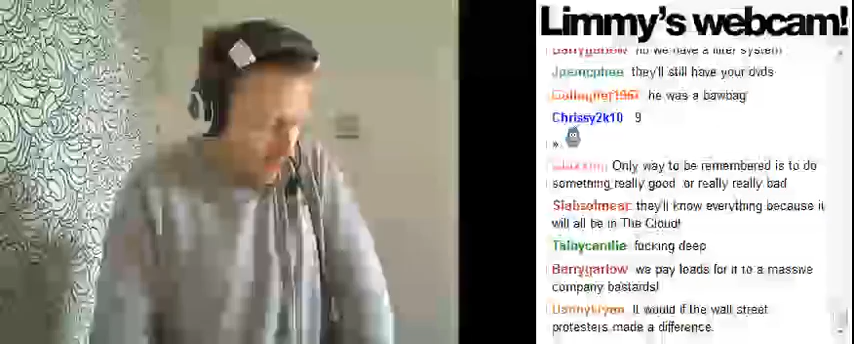 Limmy's webcam!
Barrygarlow no we have a filter system
they'll still have your dvds
he was a bawbag
Chrissy2k10 9
».
Only way to be remembered is to do
something really good or really really bad
they'll know everything because it
will all be in The Cloud!
fucking deep
Barrygarlow we pay loads for it to a massive
company bastards!
It would if the wall street
protesters made a difference.